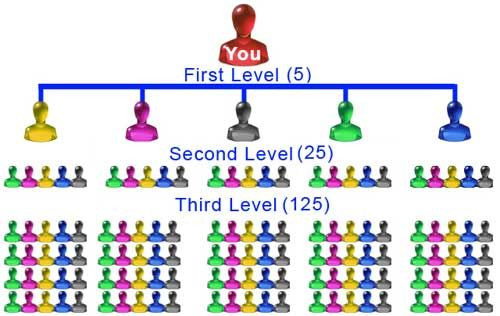 You
First Level (5)
Second Level (25)
Third Level (125)